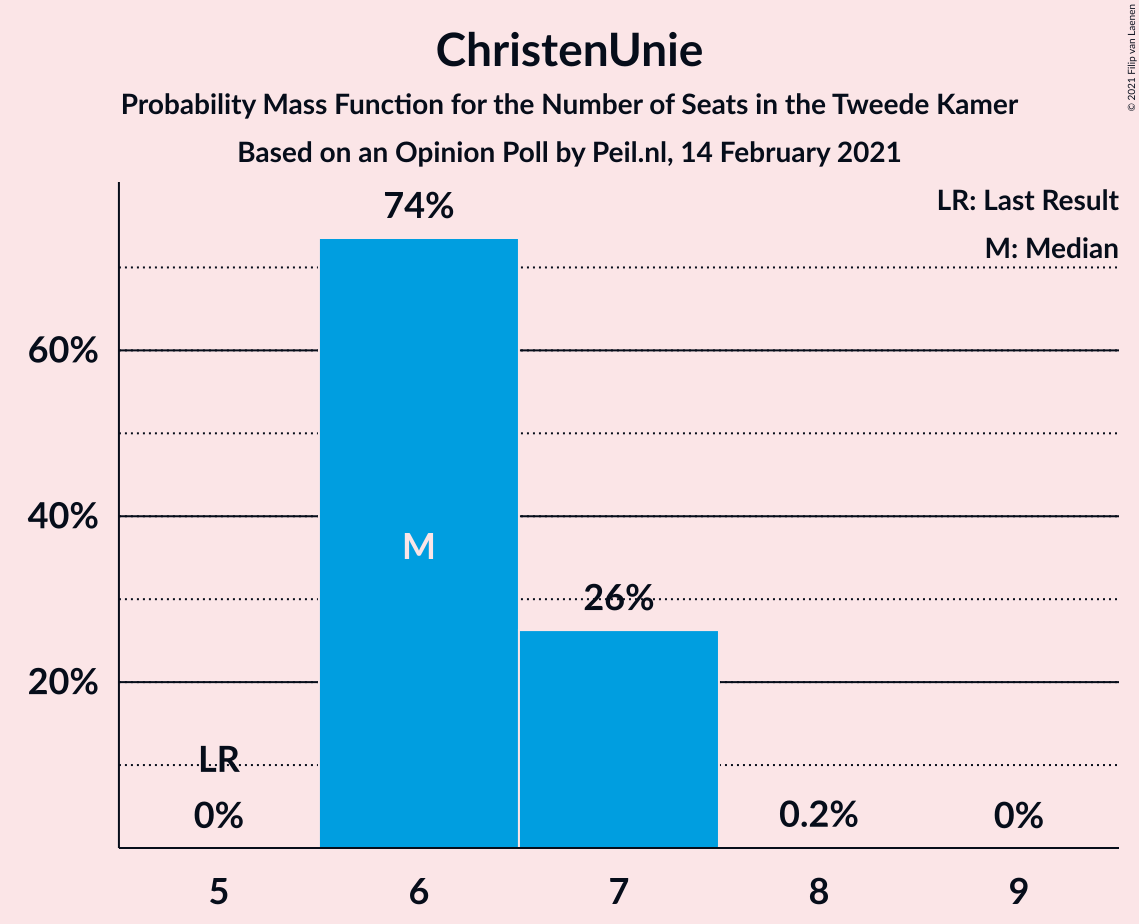 ChristenUnie
Probability Mass Function for the Number of Seats in the Tweede Kamer
Based on an Opinion Poll by Peil.nl, 14 February 2021
© 2021 Filip van Laenen
LR: Last Result
M: Median
74%
60%
40%
M
26%
20%
LR
0%
0.2%
0%
5
6
7
8
9